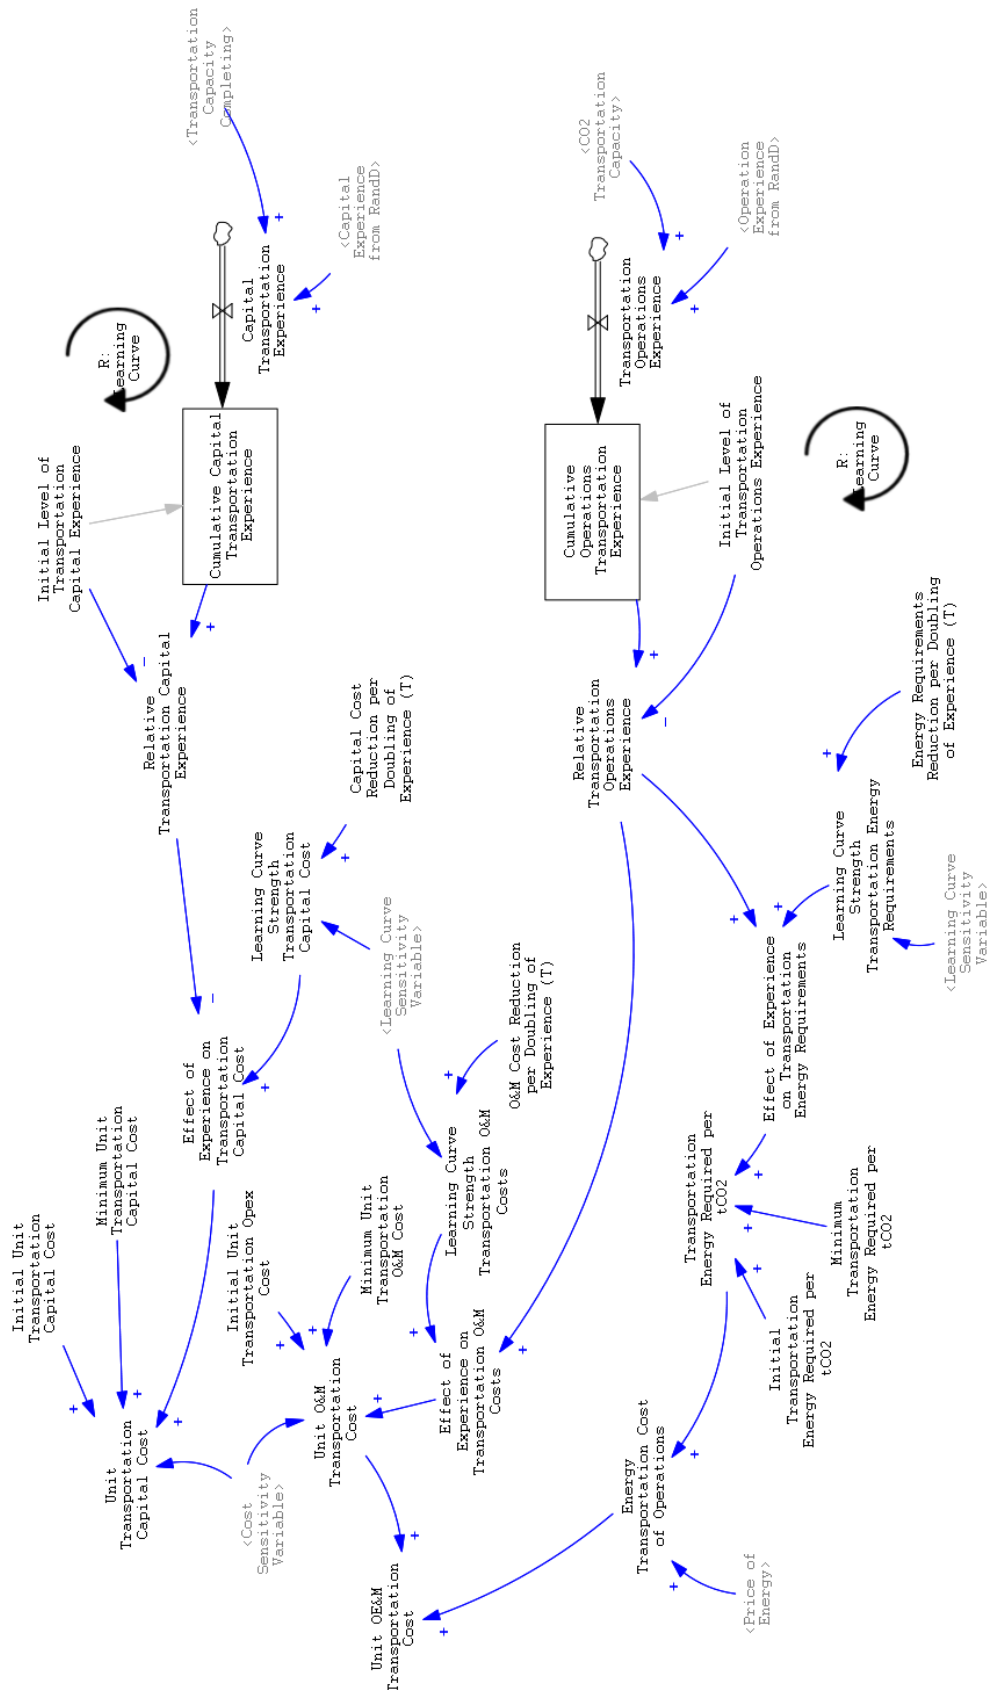 <Transportation
Capacity
Completing>
<Capital
Experience
from RandD>
Capital
Transportation
Experience
R:
Learning
Curve
Initial Level of
Transportation
Capital Experience
Cumulative Capital
Transportation
Experience
Relative
Transportation Capital
Experience
Capital Cost
Reduction per
Doubling of
Experience (T)
Learning Curve
Strength
Transportation
Capital Cost
<Learning Curve
Sensitivity
Variable>
Effect of
Experience on
Transportation
Capital Cost
Minimum Unit
Transportation
Capital Cost
Initial Unit
Transportation
Capital Cost
Unit
Transportation
Capital Cost
<Cost
Sensitivity
Variable>
<CO2
Transportation
Capacity>
<Operation
Experience
from RandD>
Transportation
Operations
Experience
Cumulative
Operations
Transportation
Experience
Initial Level of
Transportation
Operations Experience
R:
Learning
Curve
Relative
Transportation
Operations
Experience
Energy Requirements
Reduction per Doubling
of Experience (T)
Learning Curve
Strength
Transportation Energy
Requirements
<Learning Curve
Sensitivity
Variable>
Effect of Experience
on Transportation
Energy Requirements
O&M Cost Reduction
per Doubling of
Experience (T)
Learning Curve
Strength
Transportation O&M
Costs
Initial Unit
Transportation Opex
Cost
Minimum Unit
Transportation
O&M Cost
Effect of
Experience on
Transportation O&M
Costs
Unit O&M
Transportation
Cost
Transportation
Energy Required per
tCO2
Minimum
Transportation
Energy Required per
tCO2
Initial
Transportation
Energy Required per
tCO2
Energy
Transportation Cost
of Operations
<Price of
Energy>
Unit OE&M
Transportation
Cost